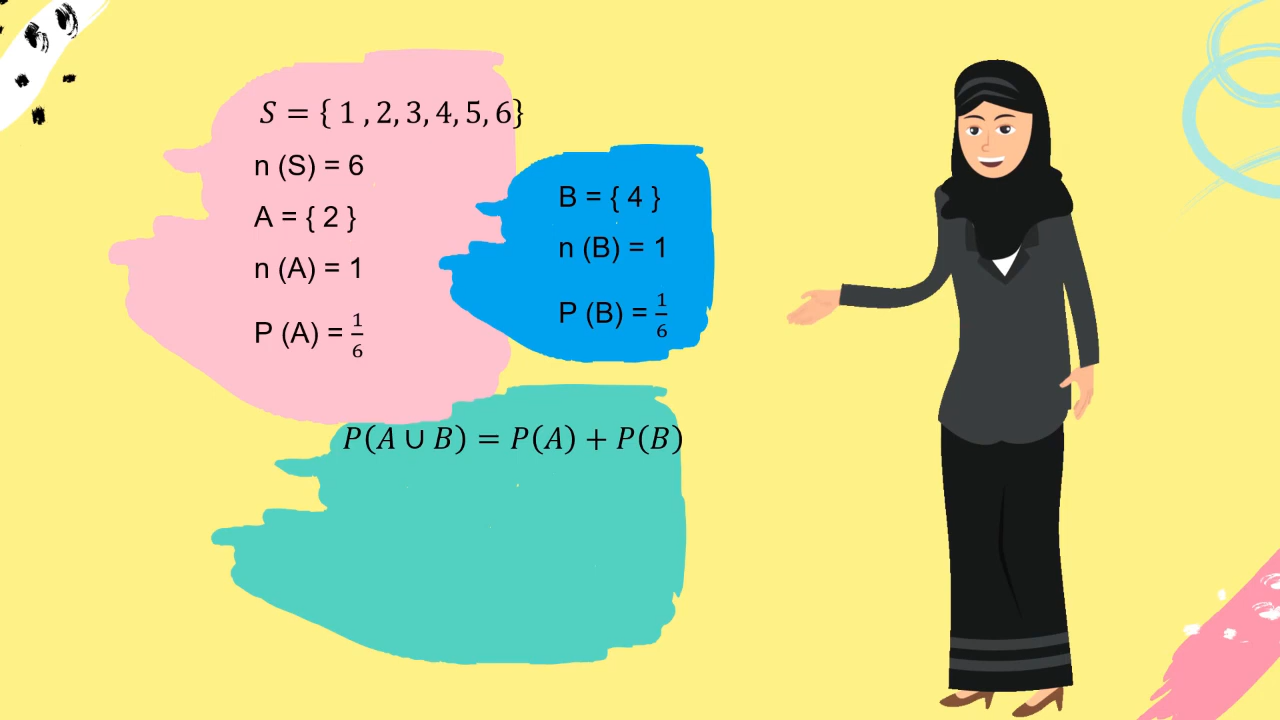 S = { 1 , 2, 3, 4, 5, 6}
n (S) = 6
A = { 2 }
n (A) = 1
P (A) = 1/6
B = { 4 }
n (B) = 1
P (B) = 1/6
P(A ∪ B) = P(A) + P(B)